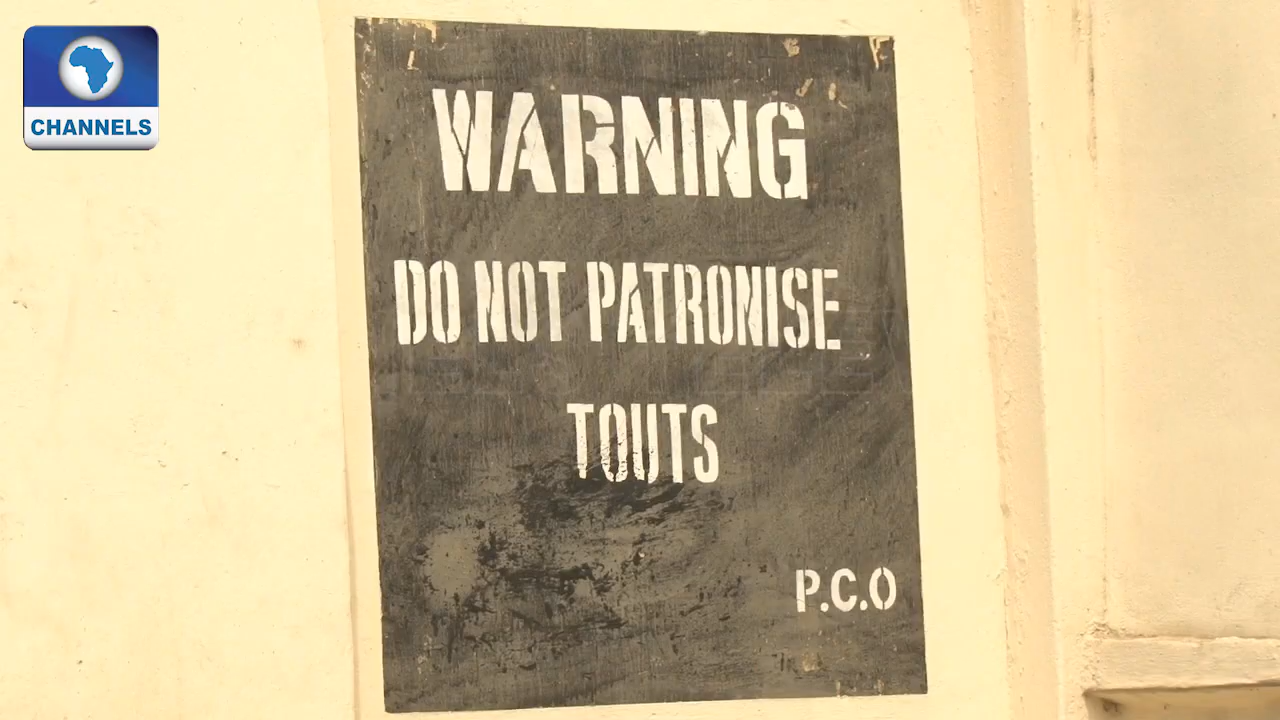 CHANNELS
WARNING
DO NOT PATRONISE
TOUTS
P.C.O